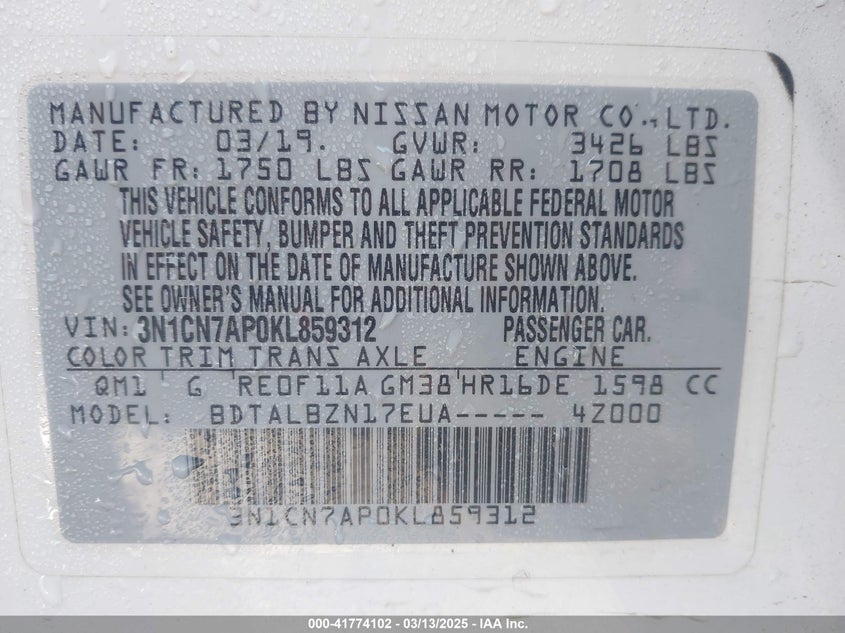 MANUFACTURED BY NISSAN MOTOR CO., LTD.
DATE: 03/19. GVWR: 3426 LBS
GAWR FR: 1750 LBS GAWR RR: 1708 LBS
THIS VEHICLE CONFORMS TO ALL APPLICABLE FEDERAL MOTOR
VEHICLE SAFETY, BUMPER AND THEFT PREVENTION STANDARDS
IN EFFECT ON THE DATE OF MANUFACTURE SHOWN ABOVE.
SEE OWNER'S MANUAL FOR ADDITIONAL INFORMATION.
VIN: 3N1CN7AP0KL859312 PASSENGER CAR.
COLOR TRIM TRANS AXLE ENGINE
QM1 G RE0F11A GM38 HR16DE 1598 CC
MODEL: BDTALBZN17EUA----- 4Z000
3N1CN7AP0KL859312
000-41774102 - 03/13/2025 - IAA Inc.